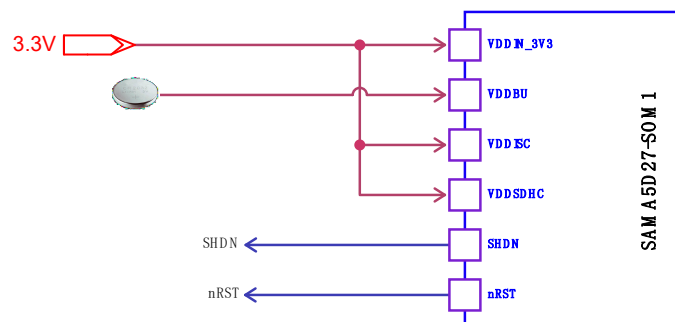 3.3V
VDDIN_3V3
VDDBU
VDDISC
VDDSDHC
SHDN SHDN
nRST nRST
SAMA5D27-SOM1